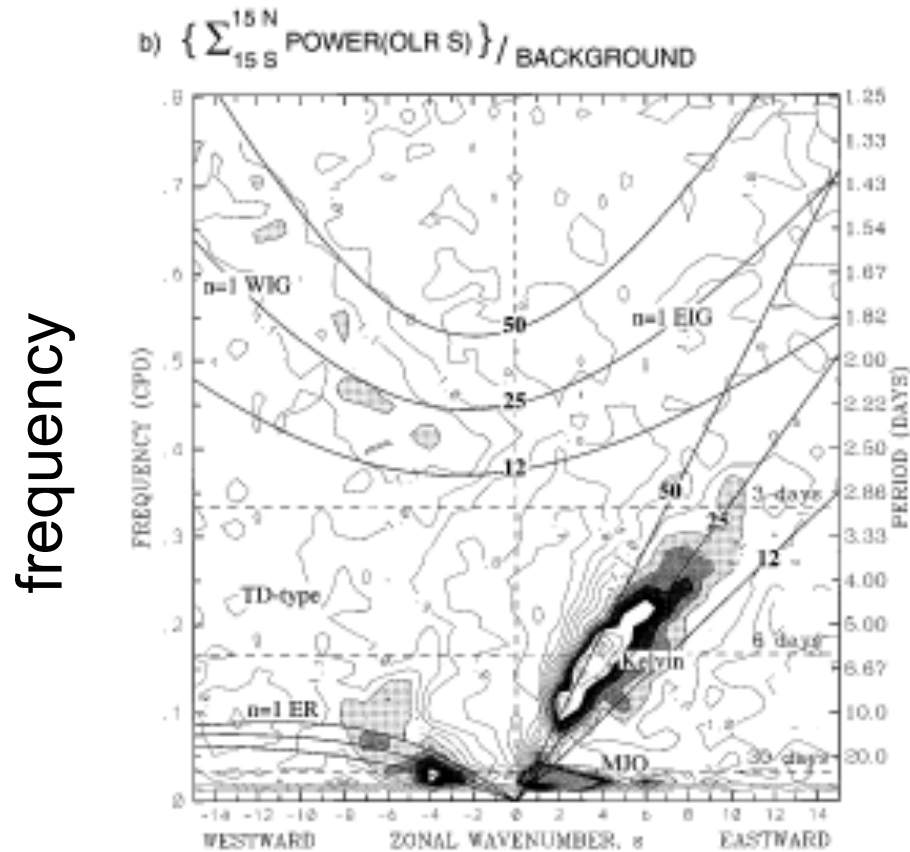 b) { ∑ 15 N 15 S POWER(OLR S) } / BACKGROUND
frequency
FREQUENCY (CPD)
PERIOD (DAYS)
.8
.7
.6
.5
.4
.3
.2
.1
0
1.25
1.33
1.43
1.54
1.67
1.82
2.00
2.22
2.50
2.86
3.33
4.00
5.00
6.67
10.0
20.0
n=1 WIG
n=1 EIG
50
25
12
50
25
12
3 days
TD-type
6 days
Kelvin
n=1 ER
MJO
30 days
-14 -12 -10 -8 -6 -4 -2 0 2 4 6 8 10 12 14
WESTWARD ZONAL WAVENUMBER, s EASTWARD